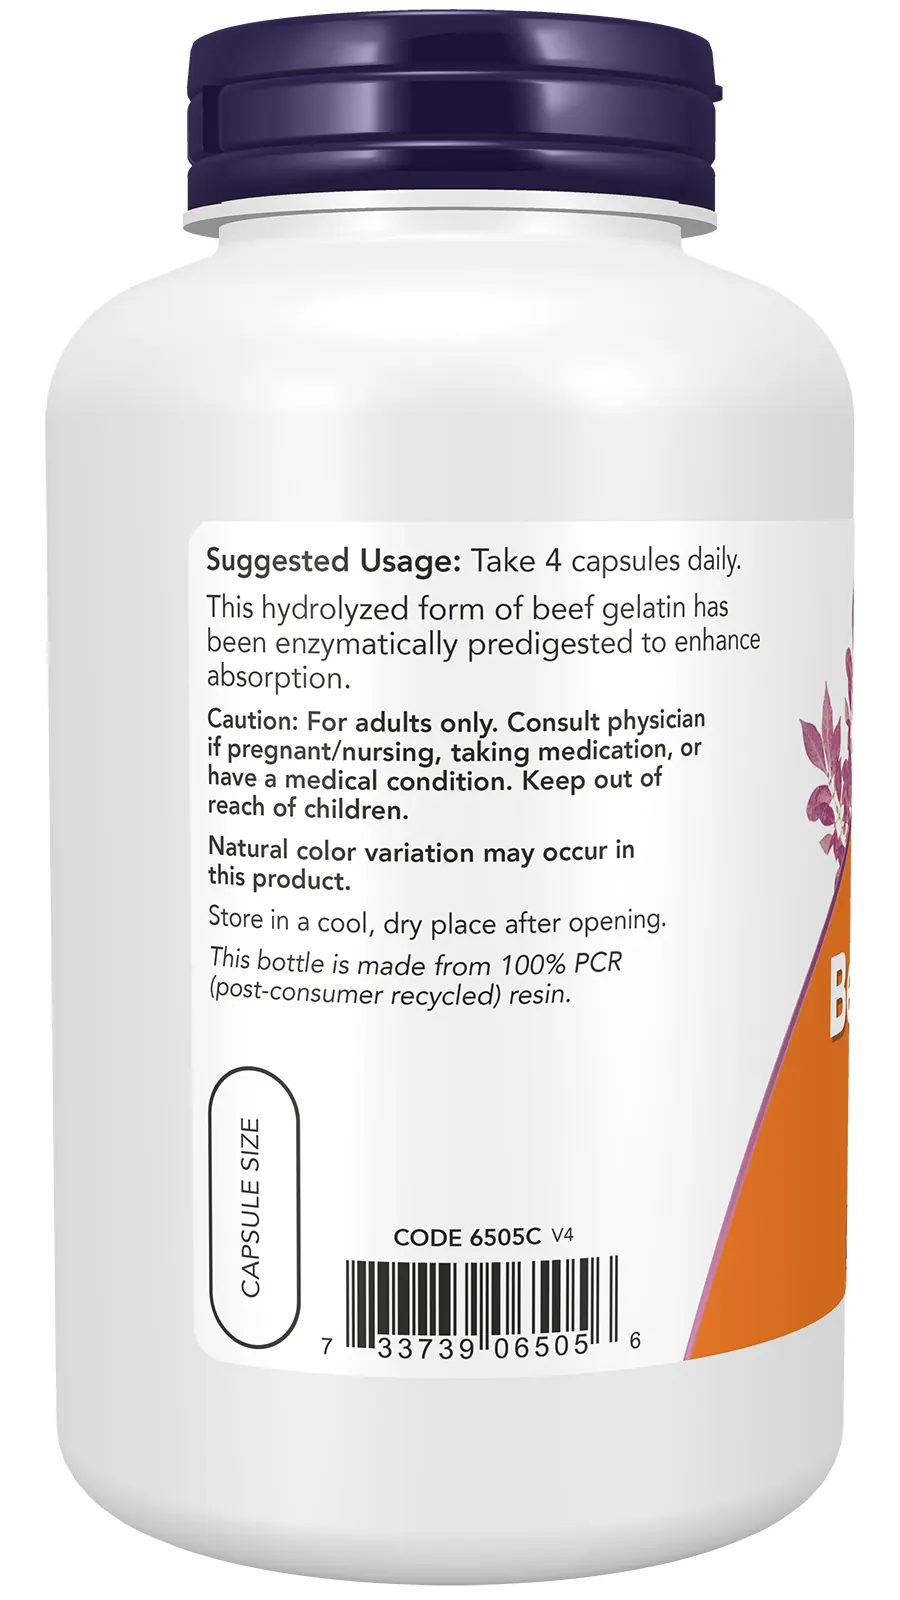 Suggested Usage: Take 4 capsules daily.
This hydrolyzed form of beef gelatin has
been enzymatically predigested to enhance
absorption.
Caution: For adults only. Consult physician
if pregnant/nursing, taking medication, or
have a medical condition. Keep out of
reach of children.
Natural color variation may occur in
this product.
Store in a cool, dry place after opening.
This bottle is made from 100% PCR
(post-consumer recycled) resin.
CAPSULE SIZE
CODE 6505C V4
7 33739 06505 6